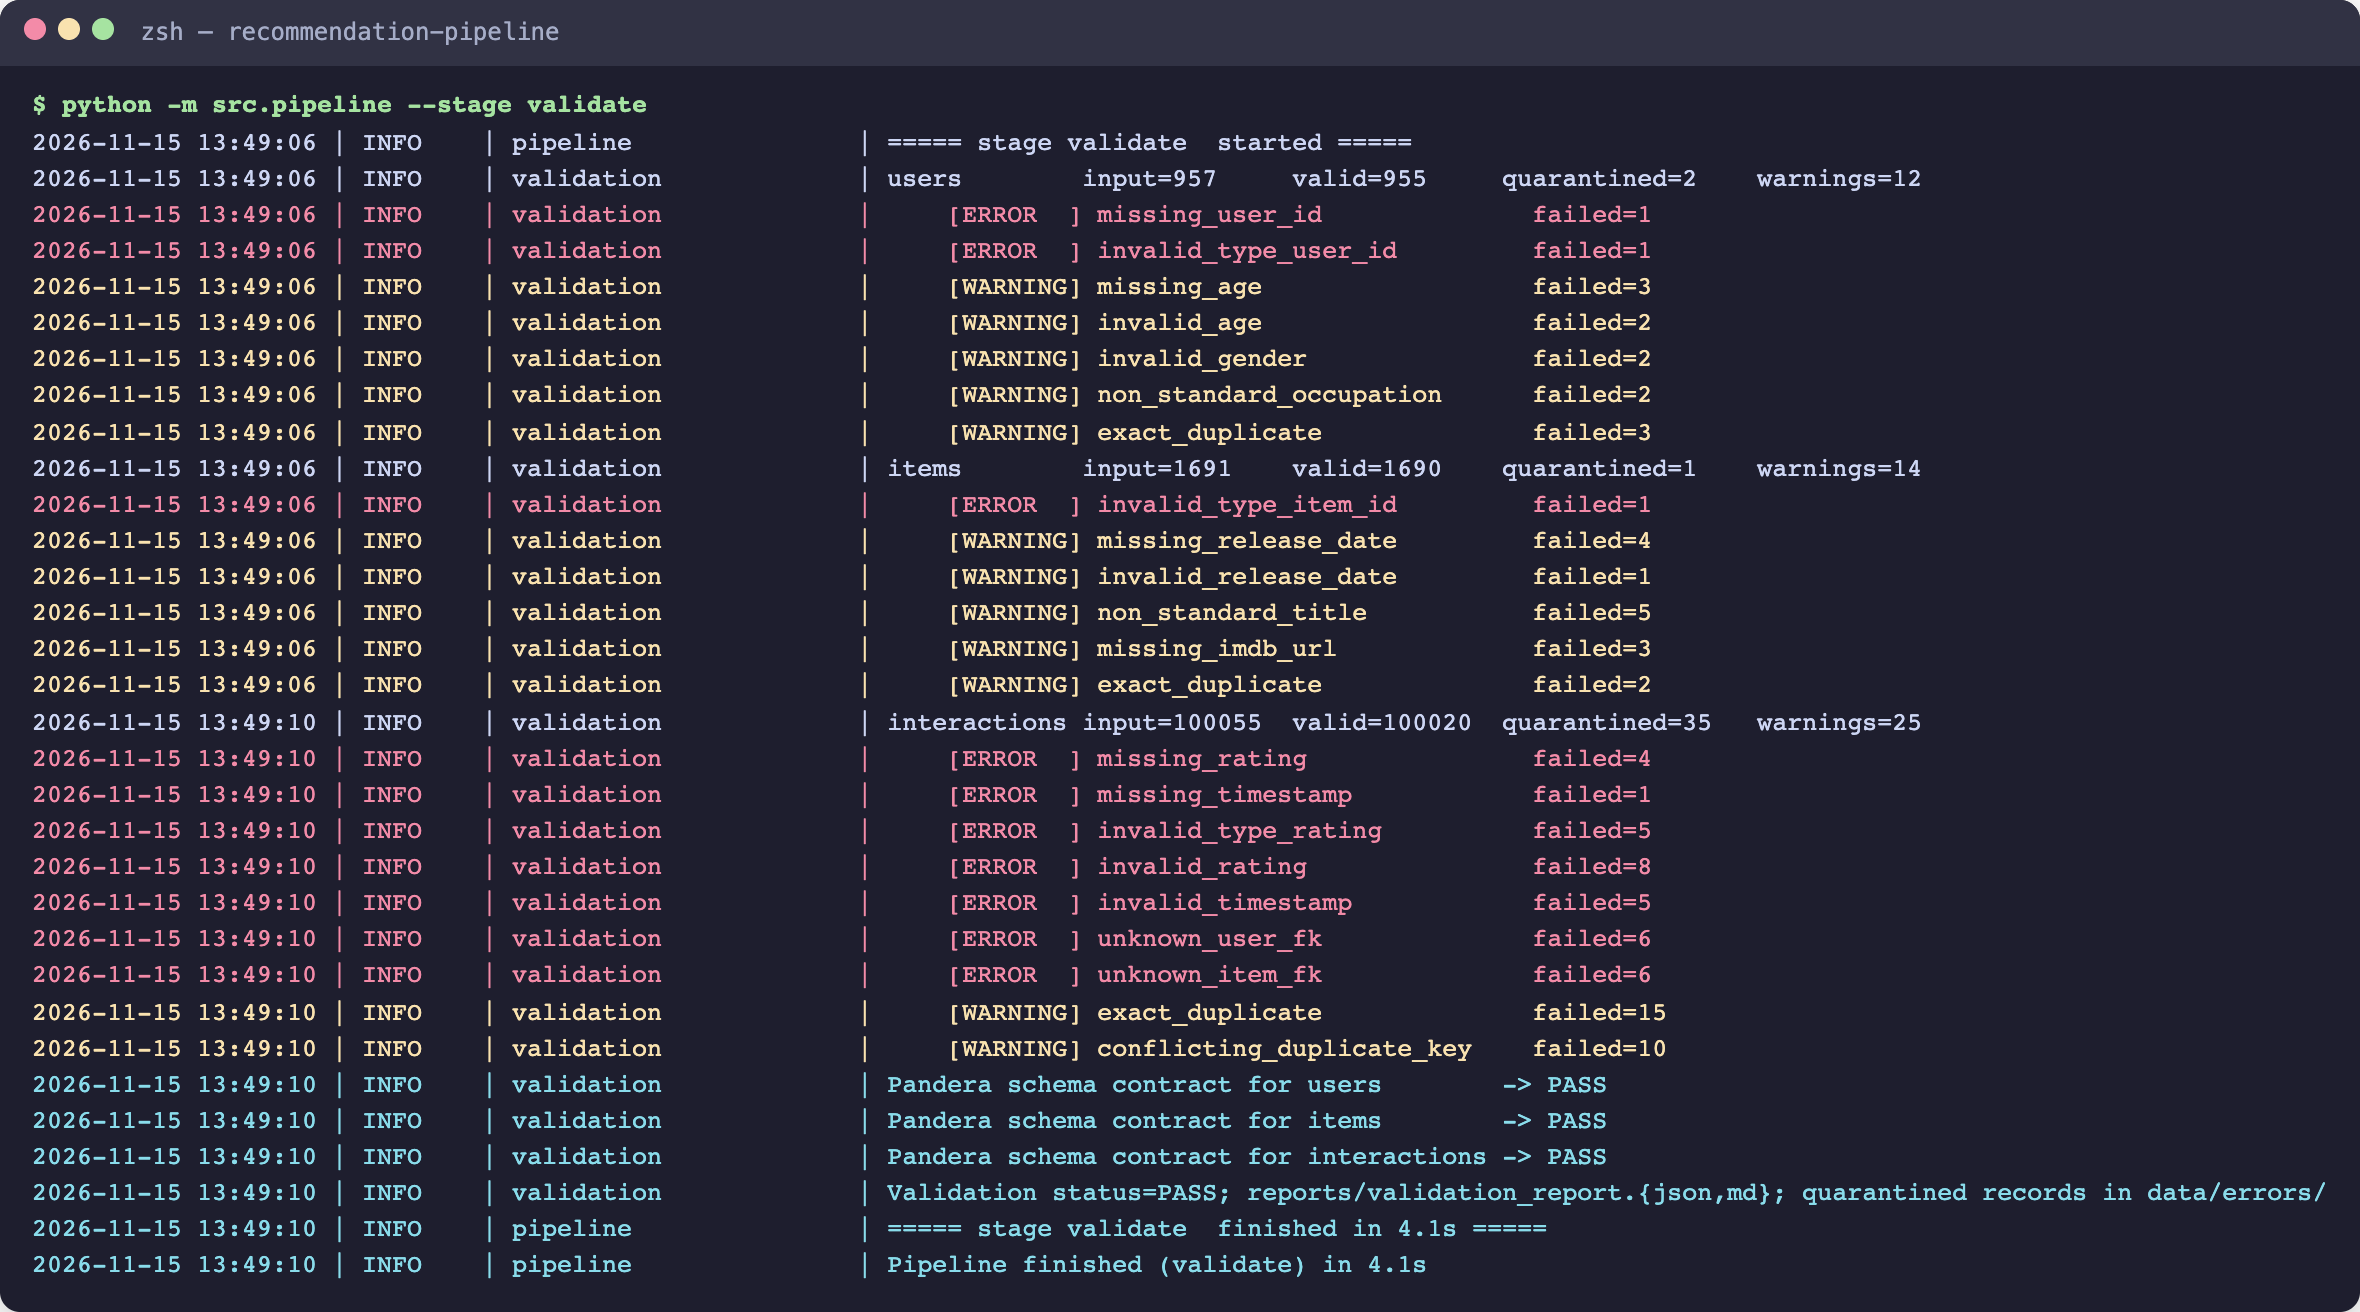 zsh — recommendation-pipeline
$ python -m src.pipeline --stage validate
2026-11-15 13:49:06 | INFO    | pipeline               | ===== stage validate  started =====
2026-11-15 13:49:06 | INFO    | validation             | users        input=957     valid=955     quarantined=2    warnings=12
2026-11-15 13:49:06 | INFO    | validation             |     [ERROR  ] missing_user_id              failed=1
2026-11-15 13:49:06 | INFO    | validation             |     [ERROR  ] invalid_type_user_id         failed=1
2026-11-15 13:49:06 | INFO    | validation             |     [WARNING] missing_age                  failed=3
2026-11-15 13:49:06 | INFO    | validation             |     [WARNING] invalid_age                  failed=2
2026-11-15 13:49:06 | INFO    | validation             |     [WARNING] invalid_gender               failed=2
2026-11-15 13:49:06 | INFO    | validation             |     [WARNING] non_standard_occupation      failed=2
2026-11-15 13:49:06 | INFO    | validation             |     [WARNING] exact_duplicate              failed=3
2026-11-15 13:49:06 | INFO    | validation             | items        input=1691    valid=1690    quarantined=1    warnings=14
2026-11-15 13:49:06 | INFO    | validation             |     [ERROR  ] invalid_type_item_id         failed=1
2026-11-15 13:49:06 | INFO    | validation             |     [WARNING] missing_release_date         failed=4
2026-11-15 13:49:06 | INFO    | validation             |     [WARNING] invalid_release_date         failed=1
2026-11-15 13:49:06 | INFO    | validation             |     [WARNING] non_standard_title           failed=5
2026-11-15 13:49:06 | INFO    | validation             |     [WARNING] missing_imdb_url             failed=3
2026-11-15 13:49:06 | INFO    | validation             |     [WARNING] exact_duplicate              failed=2
2026-11-15 13:49:10 | INFO    | validation             | interactions input=100055  valid=100020  quarantined=35   warnings=25
2026-11-15 13:49:10 | INFO    | validation             |     [ERROR  ] missing_rating               failed=4
2026-11-15 13:49:10 | INFO    | validation             |     [ERROR  ] missing_timestamp            failed=1
2026-11-15 13:49:10 | INFO    | validation             |     [ERROR  ] invalid_type_rating          failed=5
2026-11-15 13:49:10 | INFO    | validation             |     [ERROR  ] invalid_rating               failed=8
2026-11-15 13:49:10 | INFO    | validation             |     [ERROR  ] invalid_timestamp            failed=5
2026-11-15 13:49:10 | INFO    | validation             |     [ERROR  ] unknown_user_fk              failed=6
2026-11-15 13:49:10 | INFO    | validation             |     [ERROR  ] unknown_item_fk              failed=6
2026-11-15 13:49:10 | INFO    | validation             |     [WARNING] exact_duplicate              failed=15
2026-11-15 13:49:10 | INFO    | validation             |     [WARNING] conflicting_duplicate_key    failed=10
2026-11-15 13:49:10 | INFO    | validation             | Pandera schema contract for users        -> PASS
2026-11-15 13:49:10 | INFO    | validation             | Pandera schema contract for items        -> PASS
2026-11-15 13:49:10 | INFO    | validation             | Pandera schema contract for interactions -> PASS
2026-11-15 13:49:10 | INFO    | validation             | Validation status=PASS; reports/validation_report.{json,md}; quarantined records in data/errors/
2026-11-15 13:49:10 | INFO    | pipeline               | ===== stage validate  finished in 4.1s =====
2026-11-15 13:49:10 | INFO    | pipeline               | Pipeline finished (validate) in 4.1s